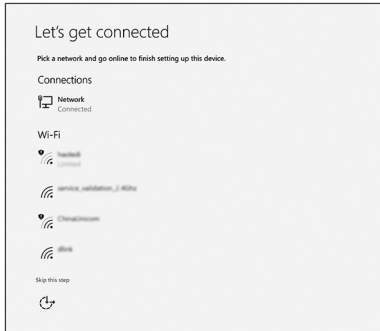 Let's get connected
Pick a network and go online to finish setting up this device.
Connections
Network
Connected
Wi-Fi
Limited
service_validation_2.4Ghz
ChinaUnicom
dlink
Skip this step